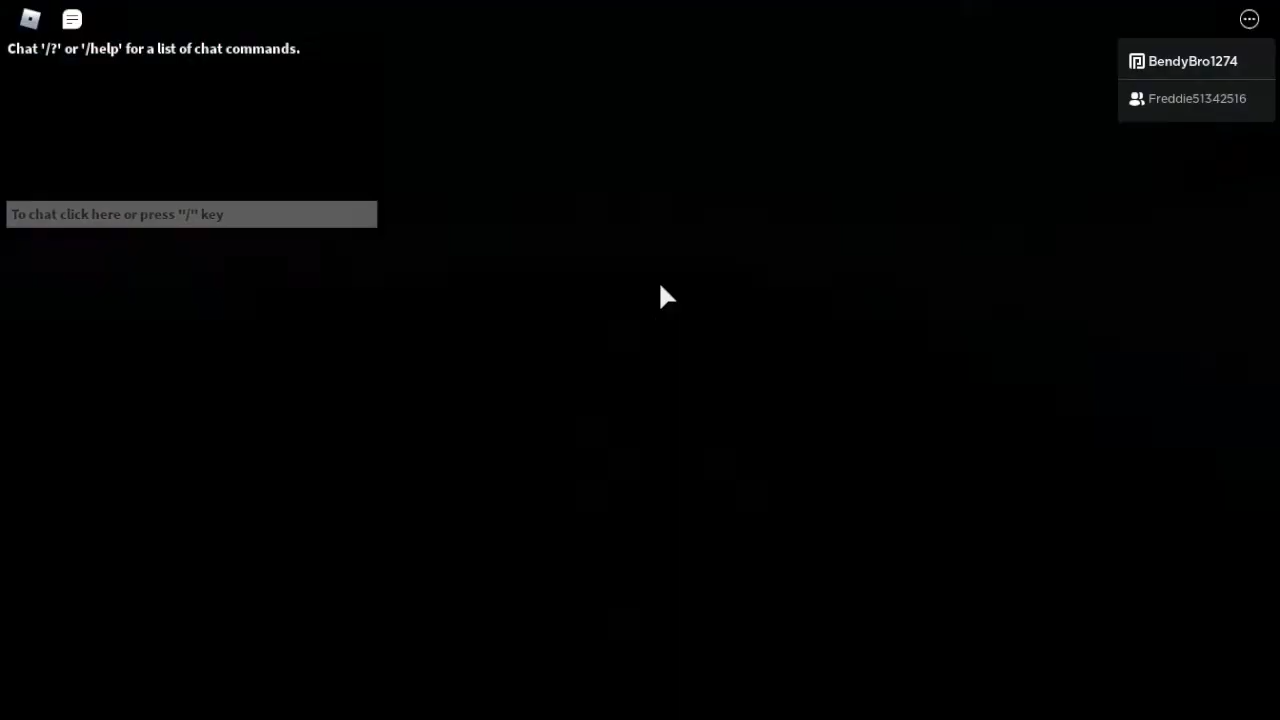 Chat '/?' or '/help' for a list of chat commands.
BendyBro1274
Freddie51342516
To chat click here or press "/" key